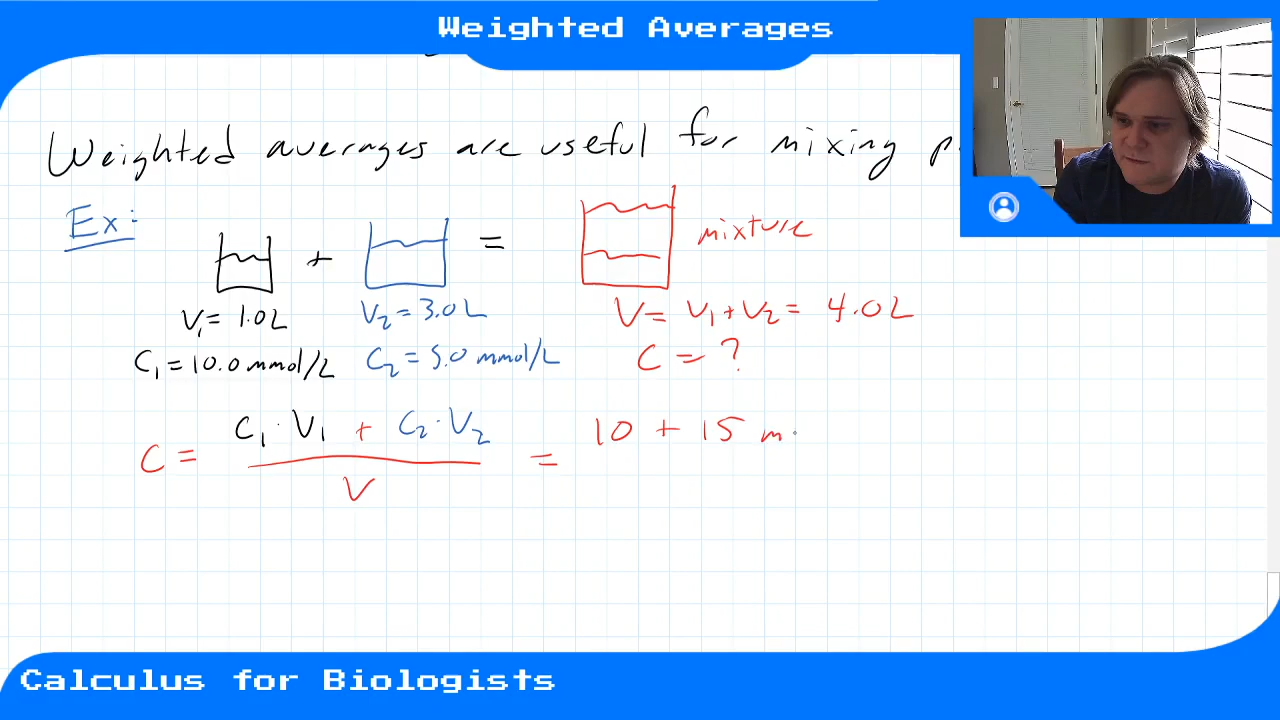 Weighted Averages
Weighted averages are useful for mixing
Ex:
+ = mixture
V₁ = 1.0L V₂ = 3.0L V = V₁ + V₂ = 4.0L
C₁ = 10.0 mmol/L C₂ = 5.0 mmol/L C = ?
C = (C₁·V₁ + C₂·V₂)/V = 10 + 15 m
Calculus for Biologists